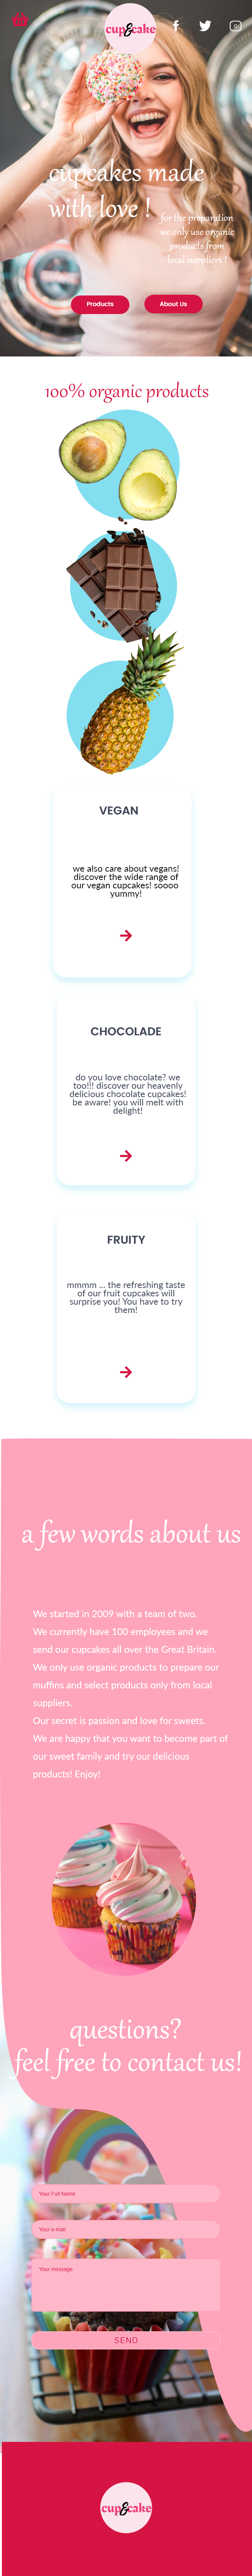 cup&cake
cupcakes made
with love !
for the preparation
we only use organic
products from
local suppliers !
Products
About Us
100% organic products
VEGAN
we also care about vegans!
discover the wide range of
our vegan cupcakes! soooo
yummy!
CHOCOLADE
do you love chocolate? we
too!!! discover our heavenly
delicious chocolate cupcakes!
be aware! you will melt with
delight!
FRUITY
mmmm ... the refreshing taste
of our fruit cupcakes will
surprise you! You have to try
them!
a few words about us
We started in 2009 with a team of two.
We currently have 100 employees and we
send our cupcakes all over the Great Britain.
We only use organic products to prepare our
muffins and select products only from local
suppliers.
Our secret is passion and love for sweets.
We are happy that you want to become part of
our sweet family and try our delicious
products! Enjoy!
questions?
feel free to contact us!
Your Full Name
Your e-mail
Your message
SEND
cup&cake